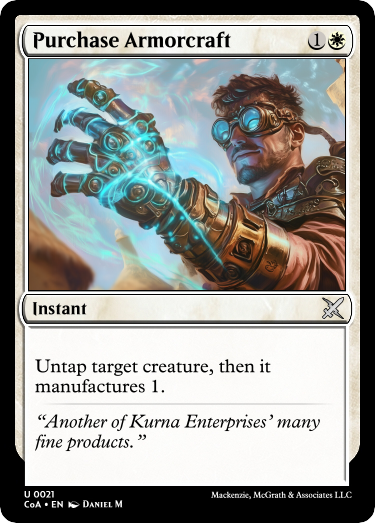 Purchase Armorcraft 1
Instant
Untap target creature, then it
manufactures 1.
“Another of Kurna Enterprises’ many
fine products.”
U 0021
CoA • EN Daniel M
Mackenzie, McGrath & Associates LLC